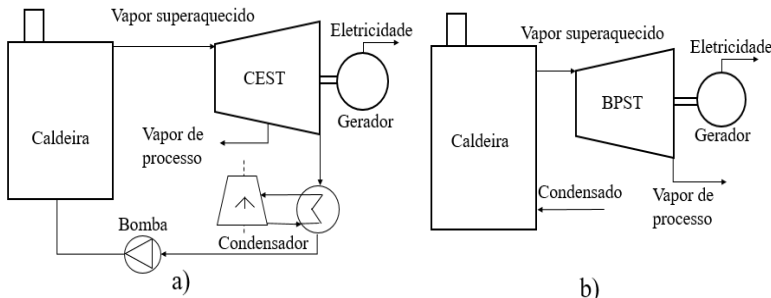 Vapor superaquecido
Eletricidade
CEST
Caldeira
Gerador
Vapor de
processo
Bomba
Condensador
a)
Vapor superaquecido
Eletricidade
BPST
Caldeira
Gerador
Condensado
Vapor de
processo
b)